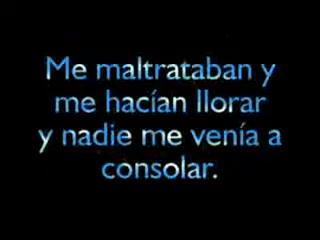 Me maltrataban y
me hacían llorar
y nadie me venía a
consolar.